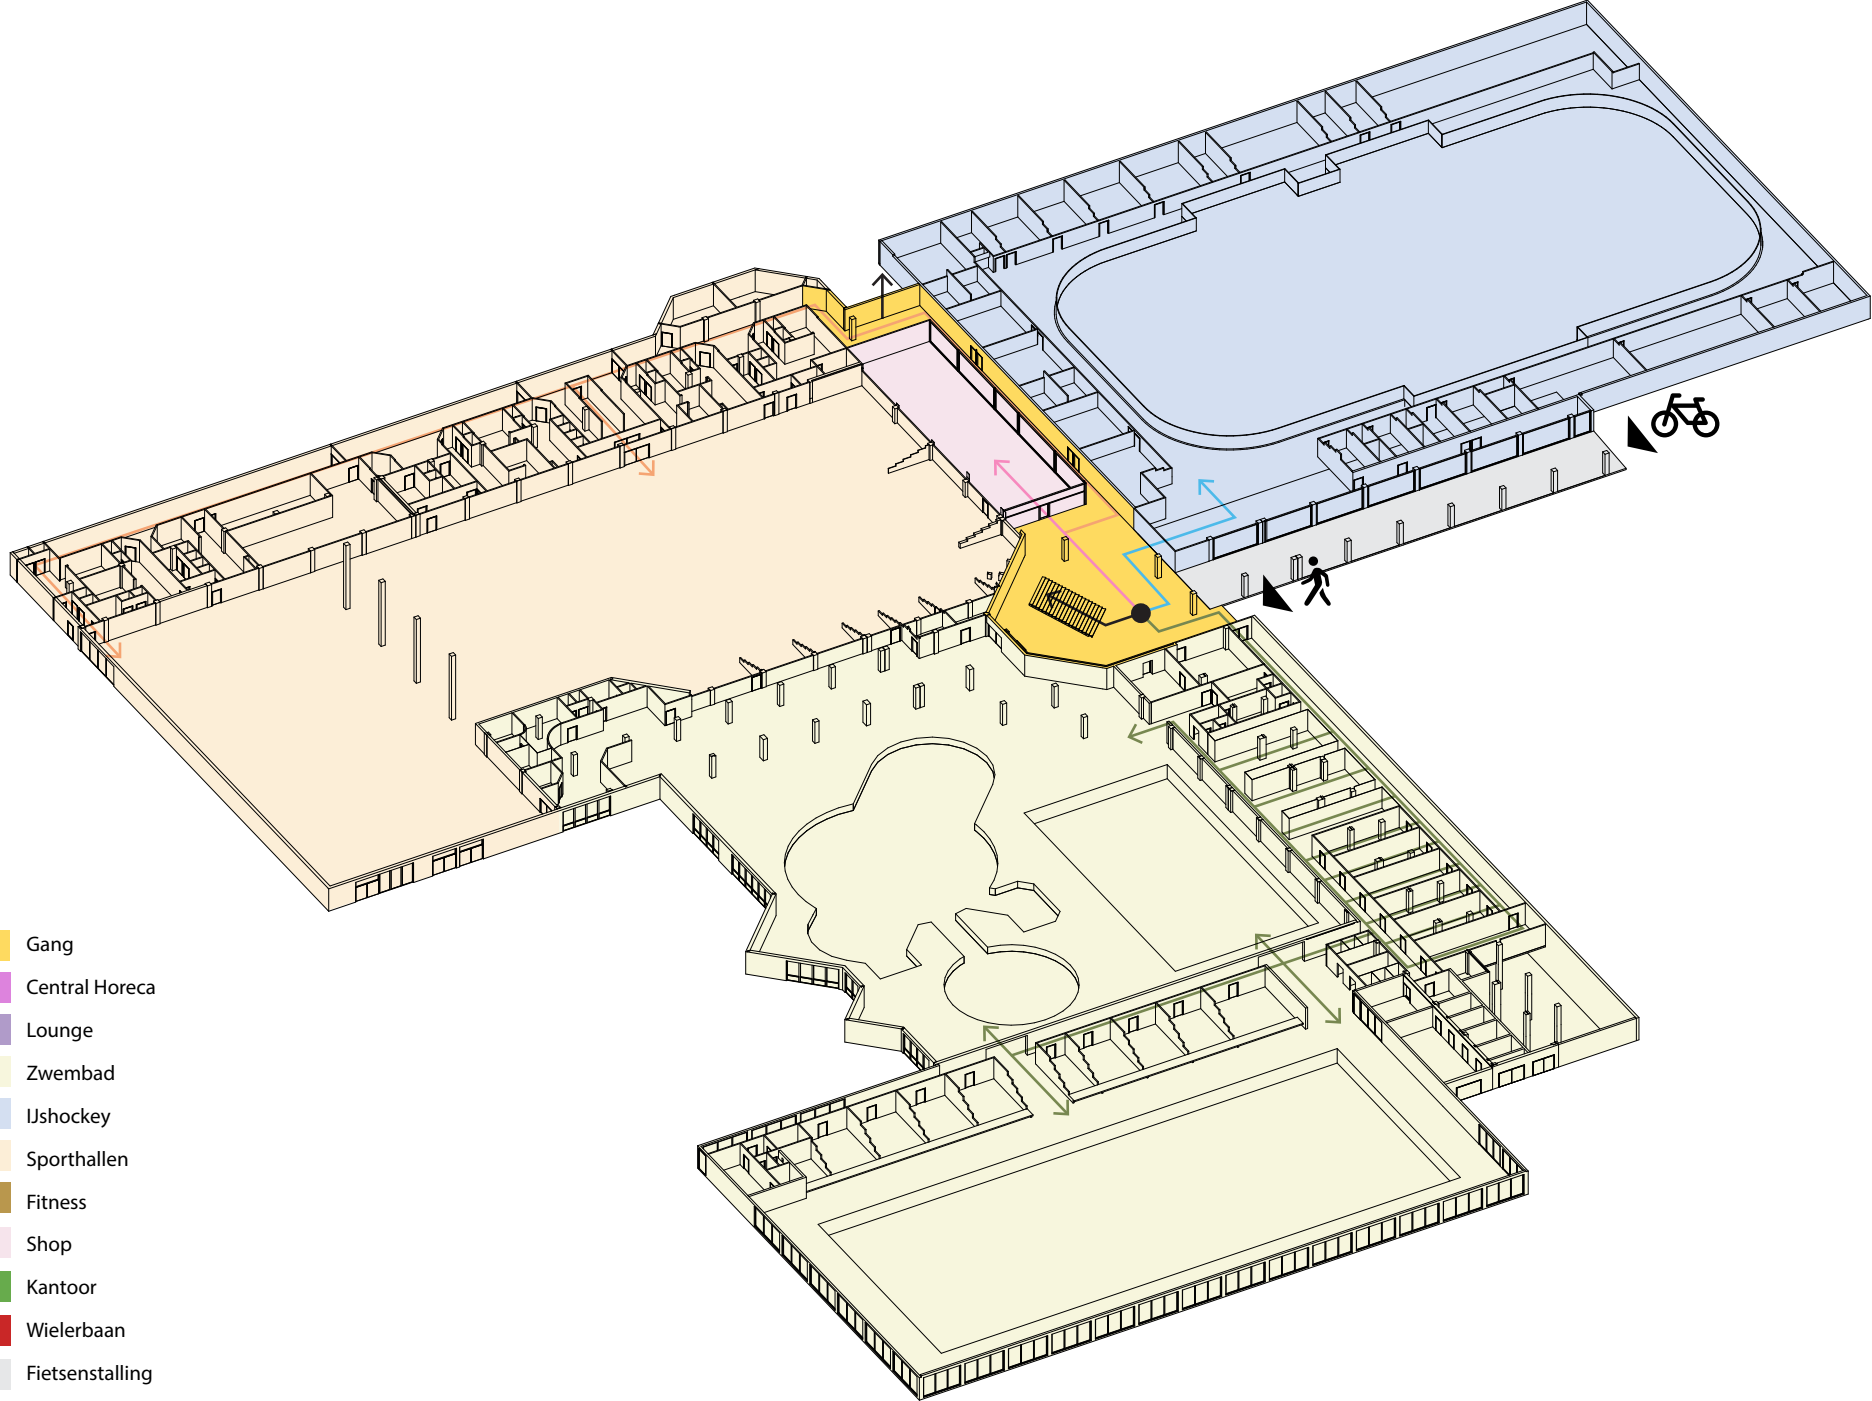 Gang
Central Horeca
Lounge
Zwembad
IJshockey
Sporthallen
Fitness
Shop
Kantoor
Wielerbaan
Fietsenstalling